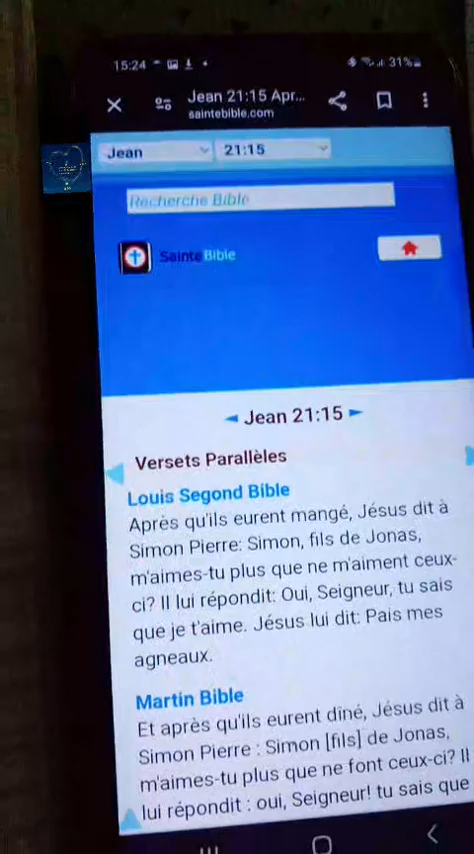 15:24
31%
Jean 21:15 Apr...
saintebible.com
Jean 21:15
Recherche Bible
SainteBible
Jean 21:15
Versets Parallèles
Louis Segond Bible
Après qu'ils eurent mangé, Jésus dit à
Simon Pierre: Simon, fils de Jonas,
m'aimes-tu plus que ne m'aiment ceux-
ci? Il lui répondit: Oui, Seigneur, tu sais
que je t'aime. Jésus lui dit: Pais mes
agneaux.
Martin Bible
Et après qu'ils eurent dîné, Jésus dit à
Simon Pierre : Simon [fils] de Jonas,
m'aimes-tu plus que ne font ceux-ci? Il
lui répondit : oui, Seigneur! tu sais que